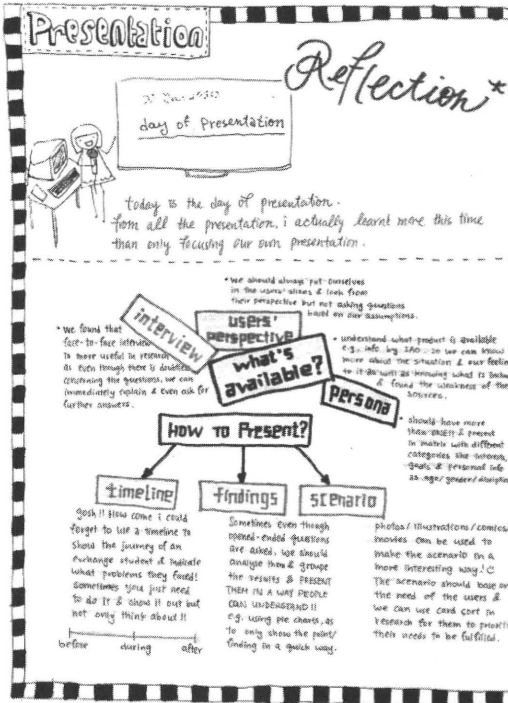 Presentation
Reflection*
day of Presentation
today is the day of presentation.
from all the presentation, i actually learnt more this time
than only focusing our own presentation.
• we should always put ourselves
in the users' shoes & look from
their perspective but not asking questions
based on our assumptions.
interview
users'
perspective
what's
available?
persona
• we found that
face-to-face interview
is more useful in research
as even though there is
concerning the questions, we can
immediately explain & even ask for
further answers.
• understand what product is available
e.g. info by so we can know
more about the situation & our
to it as well as knowing what is
& found the weakness of the
sources.
• should have more
than & present
in matrix with different
categories like interests,
goals & personal info
as age/gender/
HOW TO Present?
timeline
findings
scenario
gosh!! How come i could
forget to use a timeline to
show the journey of an
exchange student & indicate
what problems they faced!
Sometimes you just need
to do it & show it out but
not only think about!!
before during after
Sometimes even though
opened-ended questions
are asked, we should
analyse them & groupe
the results & PRESENT
THEM IN A WAY PEOPLE
CAN UNDERSTAND!!
e.g. using pie charts, as
to only show the point/
finding in a quick way.
photos/illustrations/comics/
movies can be used to
make the scenario in a
more interesting way!
The scenario should base on
the need of the users &
we can use card sort in
research for them to
their needs to be fulfilled.